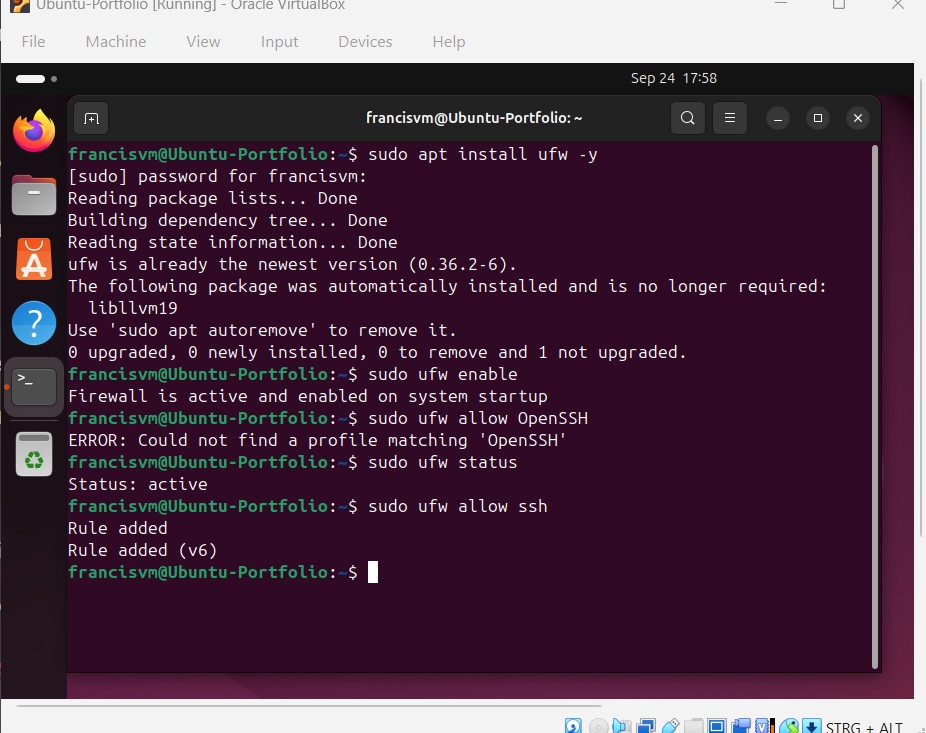 Ubuntu-Portfolio [Running] - Oracle VirtualBox
File Machine View Input Devices Help
Sep 24 17:58
francisvm@Ubuntu-Portfolio: ~
francisvm@Ubuntu-Portfolio:~$ sudo apt install ufw -y
[sudo] password for francisvm:
Reading package lists... Done
Building dependency tree... Done
Reading state information... Done
ufw is already the newest version (0.36.2-6).
The following package was automatically installed and is no longer required:
  libllvm19
Use 'sudo apt autoremove' to remove it.
0 upgraded, 0 newly installed, 0 to remove and 1 not upgraded.
francisvm@Ubuntu-Portfolio:~$ sudo ufw enable
Firewall is active and enabled on system startup
francisvm@Ubuntu-Portfolio:~$ sudo ufw allow OpenSSH
ERROR: Could not find a profile matching 'OpenSSH'
francisvm@Ubuntu-Portfolio:~$ sudo ufw status
Status: active
francisvm@Ubuntu-Portfolio:~$ sudo ufw allow ssh
Rule added
Rule added (v6)
francisvm@Ubuntu-Portfolio:~$
STRG + ALT